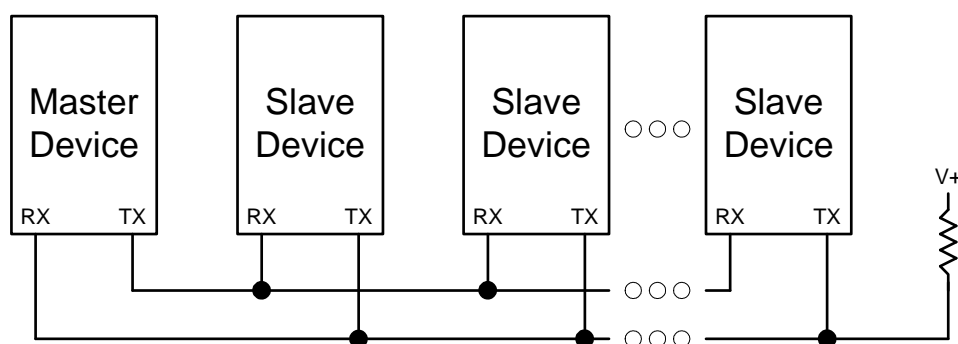 Master
Device
Slave
Device
Slave
Device
Slave
Device
V+
RX TX
RX TX
RX TX
RX TX